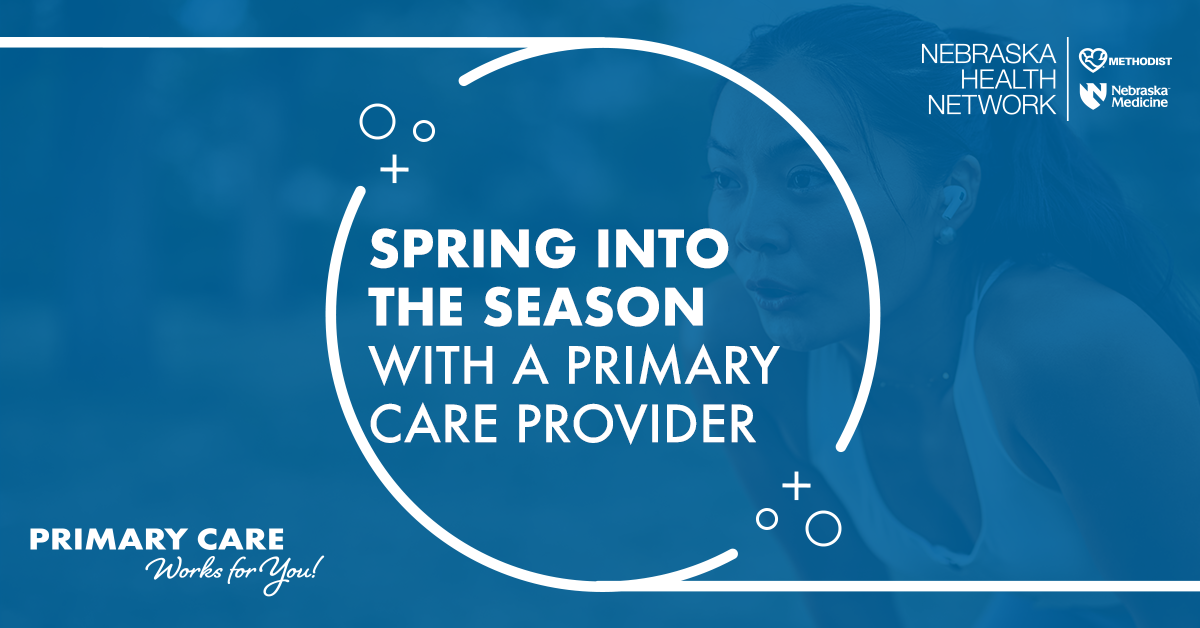 NEBRASKA
HEALTH
NETWORK
METHODIST
Nebraska
Medicine
SPRING INTO
THE SEASON
WITH A PRIMARY
CARE PROVIDER
PRIMARY CARE
Works for You!